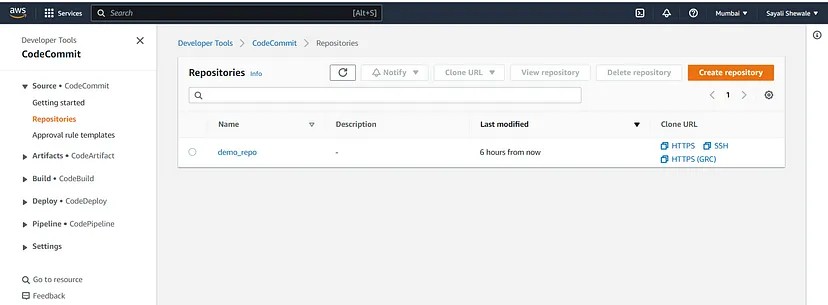 aws Services Search [Alt+S] Mumbai Sayali Shewale
Developer Tools
CodeCommit
Source • CodeCommit
Getting started
Repositories
Approval rule templates
Artifacts • CodeArtifact
Build • CodeBuild
Deploy • CodeDeploy
Pipeline • CodePipeline
Settings
Go to resource
Feedback
Developer Tools > CodeCommit > Repositories
Repositories Info Notify Clone URL View repository Delete repository Create repository
1
Name Description Last modified Clone URL
demo_repo - 6 hours from now HTTPS SSH
HTTPS (GRC)